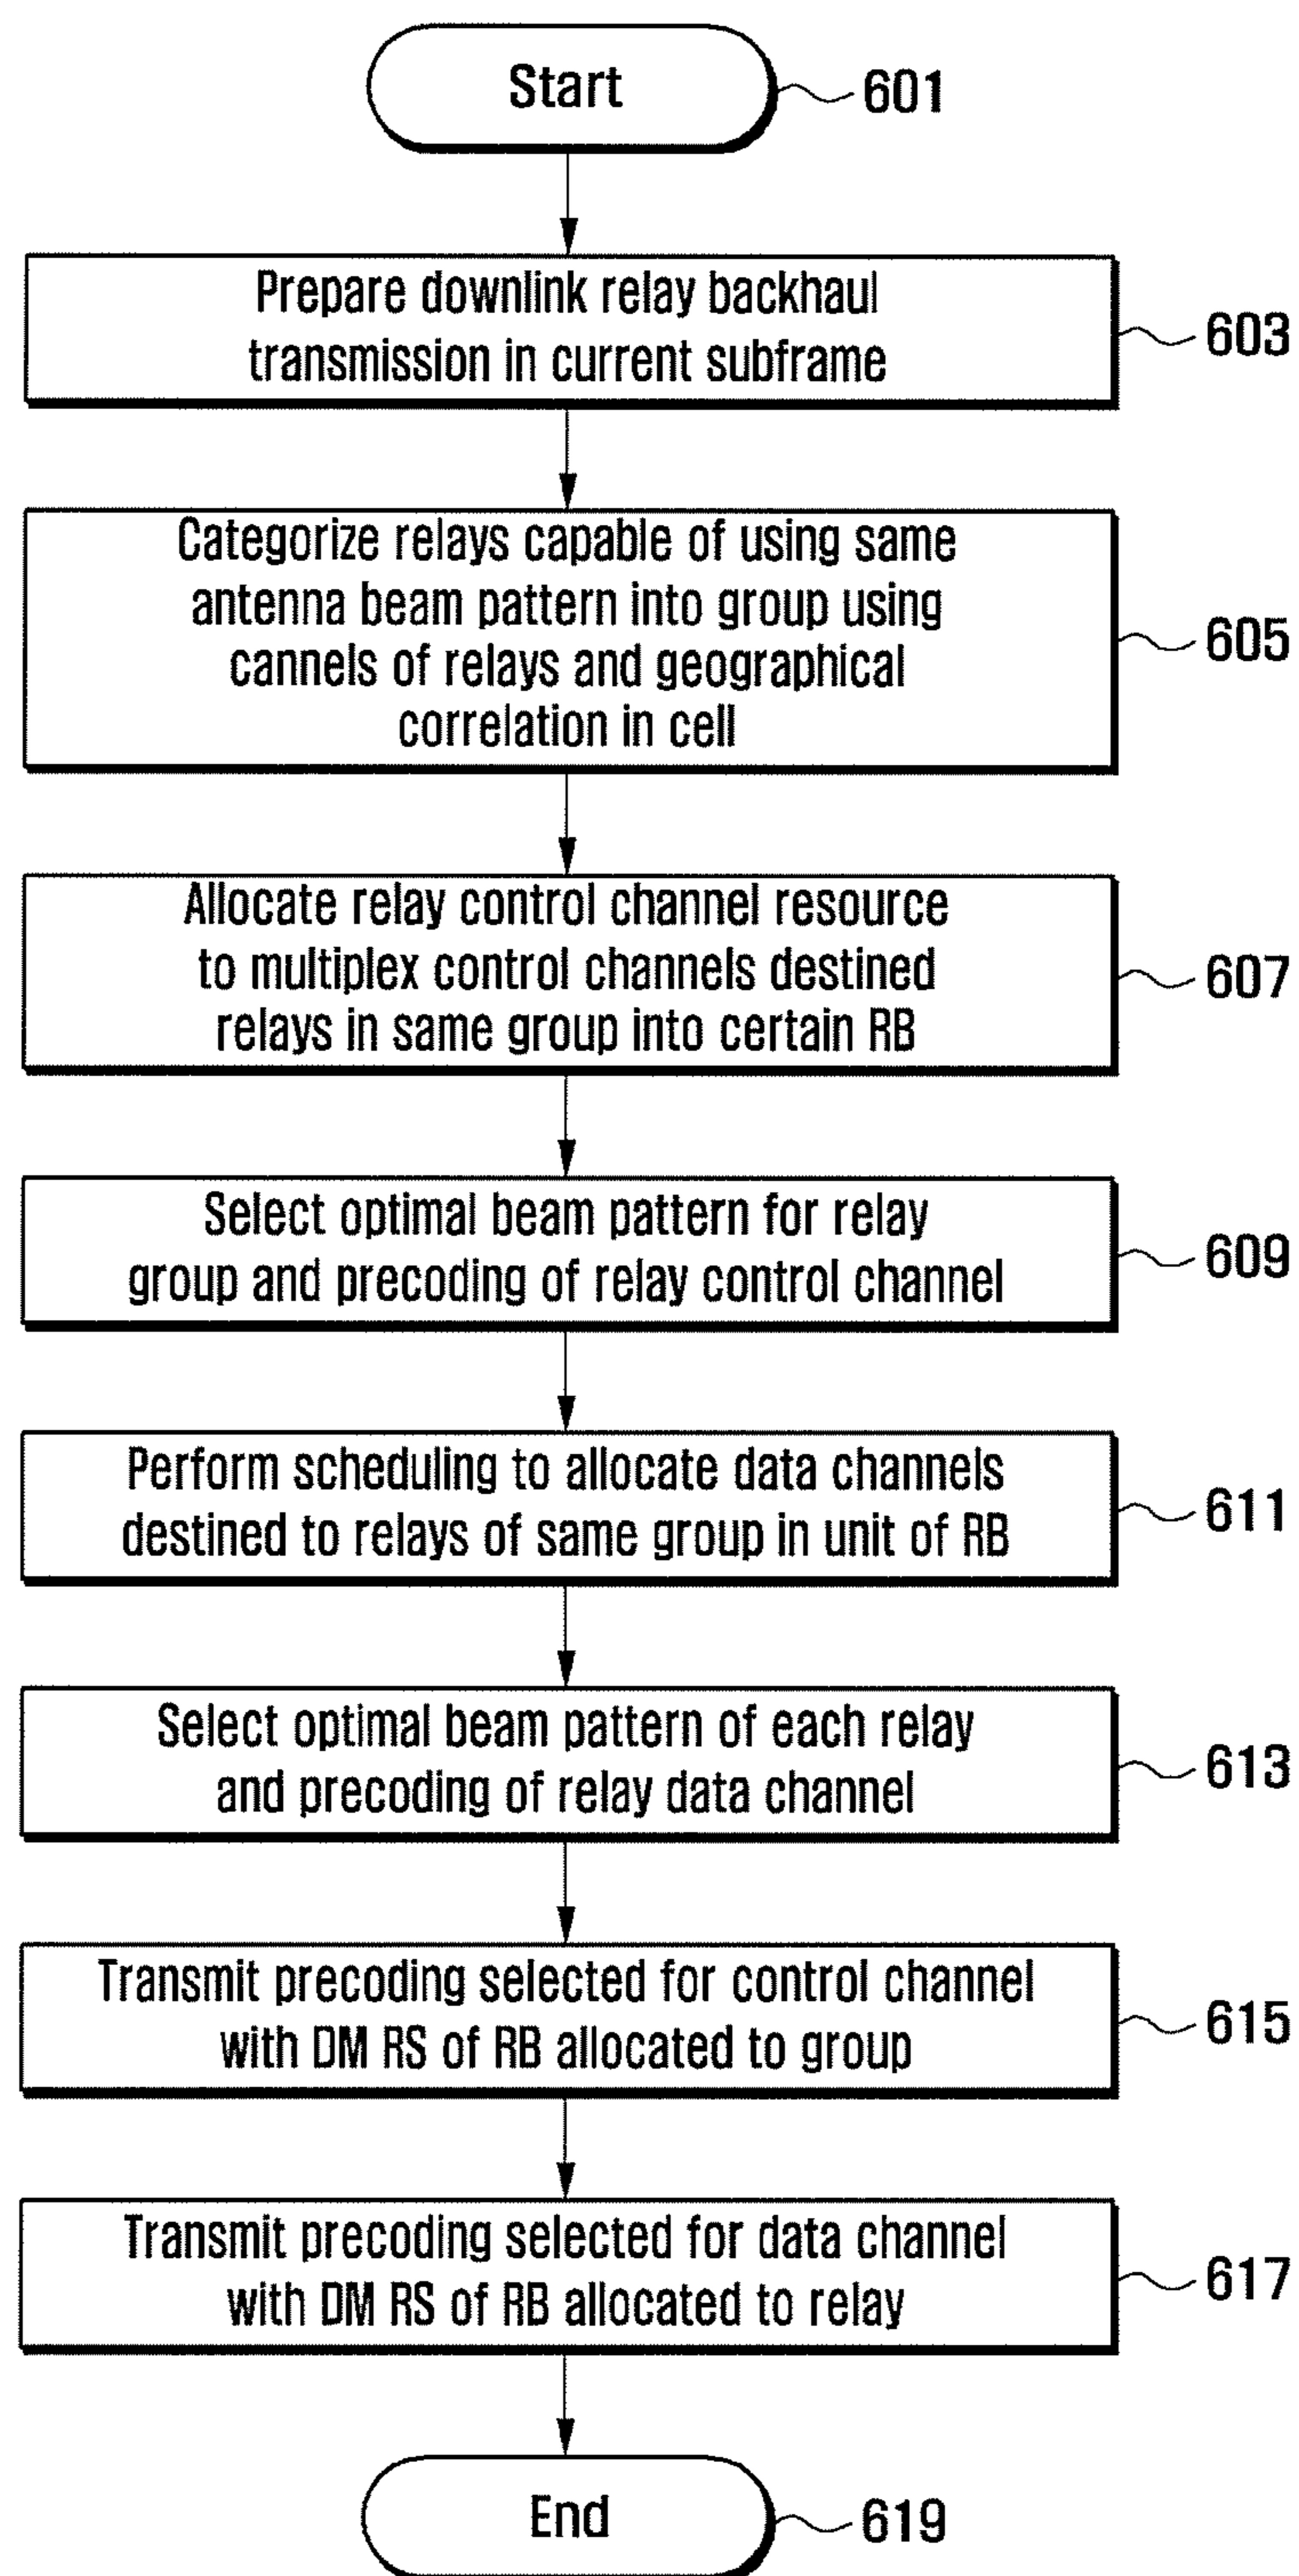 Start
601
Prepare downlink relay backhaul
transmission in current subframe
603
Categorize relays capable of using same
antenna beam pattern into group using
cannels of relays and geographical
correlation in cell
605
Allocate relay control channel resource
to multiplex control channels destined
relays in same group into certain RB
607
Select optimal beam pattern for relay
group and precoding of relay control channel
609
Perform scheduling to allocate data channels
destined to relays of same group in unit of RB
611
Select optimal beam pattern of each relay
and precoding of relay data channel
613
Transmit precoding selected for control channel
with DM RS of RB allocated to group
615
Transmit precoding selected for data channel
with DM RS of RB allocated to relay
617
End
619